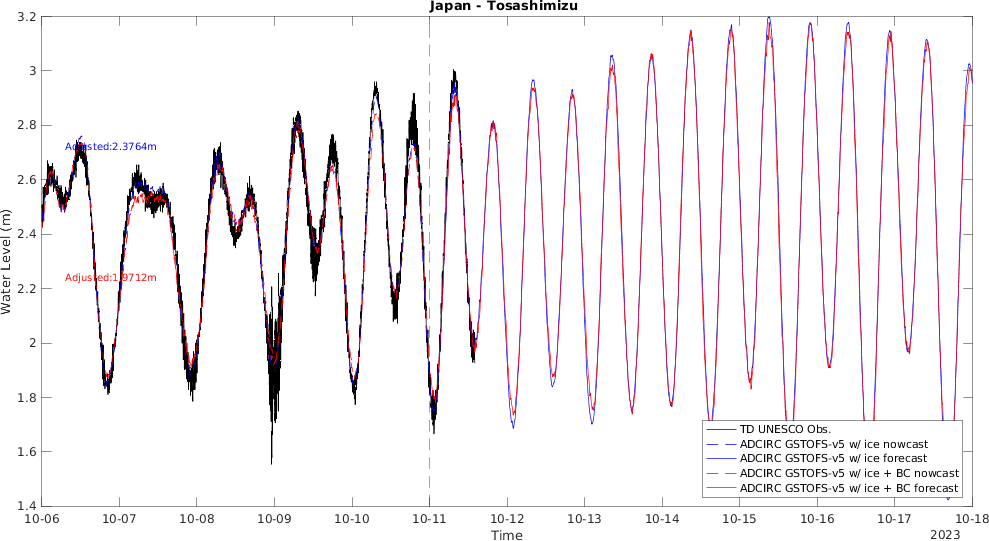 Japan - Tosashimizu
3.2
3
2.8
2.6
2.4
2.2
2
1.8
1.6
1.4
Water Level (m)
Adjusted:2.3764m
Adjusted:1.9712m
TD UNESCO Obs.
ADCIRC GSTOFS-v5 w/ ice nowcast
ADCIRC GSTOFS-v5 w/ ice forecast
ADCIRC GSTOFS-v5 w/ ice + BC nowcast
ADCIRC GSTOFS-v5 w/ ice + BC forecast
10-06 10-07 10-08 10-09 10-10 10-11 10-12 10-13 10-14 10-15 10-16 10-17 10-18
Time
2023